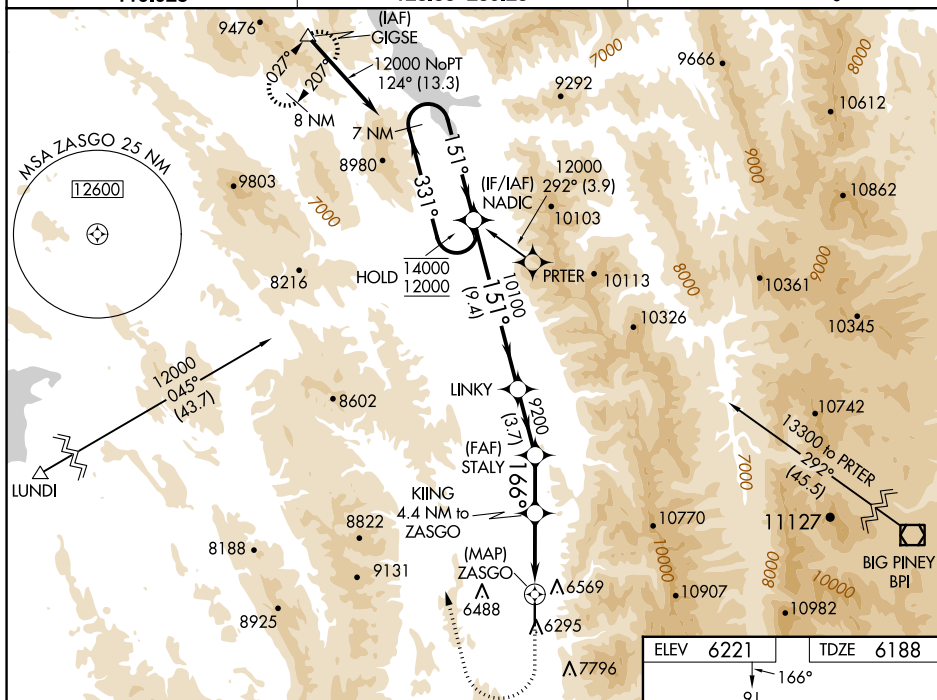 9476
(IAF)
GIGSE
027°
207°
12000 NoPT
124° (13.3)
8 NM
7000
9666
8000
9292
10612
7 NM
MSA ZASGO 25 NM
12600
8980
151°
331°
9803
7000
(IF/IAF)
NADIC
12000
292° (3.9)
10103
9000
10862
HOLD
14000
12000
PRTER
8216
10113
8000
10361
9000
10100
151°
(9.4)
10326
10345
12000
045°
(43.7)
LINKY
8602
9200
(3.7)
10742
13300 to PRTER
292°
(45.5)
LUNDI
(FAF)
STALY
166°
7000
KIING
4.4 NM to
ZASGO
8822
10770
11127
8188
BIG PINEY
BPI
9131
(MAP)
ZASGO
6488
6569
10000
8000
10000
8925
10907
10982
6295
7796
ELEV 6221
TDZE 6188
166°